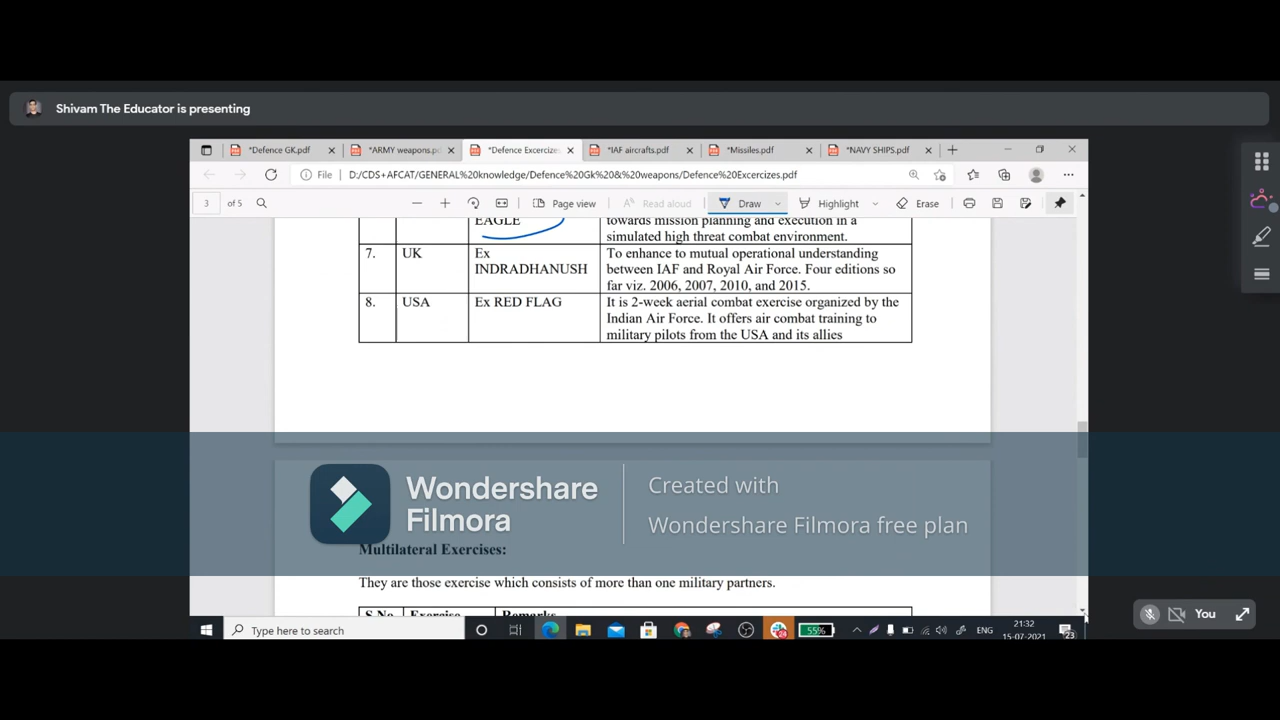 Shivam The Educator is presenting
*Defence GK.pdf
*ARMY weapons.pd
*Defence Excercizes
*IAF aircrafts.pdf
*Missiles.pdf
*NAVY SHIPS.pdf
File
D:/CDS+AFCAT/GENERAL%20knowledge/Defence%20Gk%20&%20weapons/Defence%20Excercizes.pdf
3 of 5
Page view
Read aloud
Draw
Highlight
Erase
EAGLE
towards mission planning and execution in a
simulated high threat combat environment.
7. UK Ex INDRADHUSH
To enhance to mutual operational understanding
between IAF and Royal Air Force. Four editions so
far viz. 2006, 2007, 2010, and 2015.
8. USA Ex RED FLAG
It is 2-week aerial combat exercise organized by the
Indian Air Force. It offers air combat training to
military pilots from the USA and its allies
Wondershare
Filmora
Created with
Wondershare Filmora free plan
Multilateral Exercises:
They are those exercise which consists of more than one military partners.
S.No Exercise Remarks
Type here to search
55%
ENG
21:32
15-07-2021
23
You